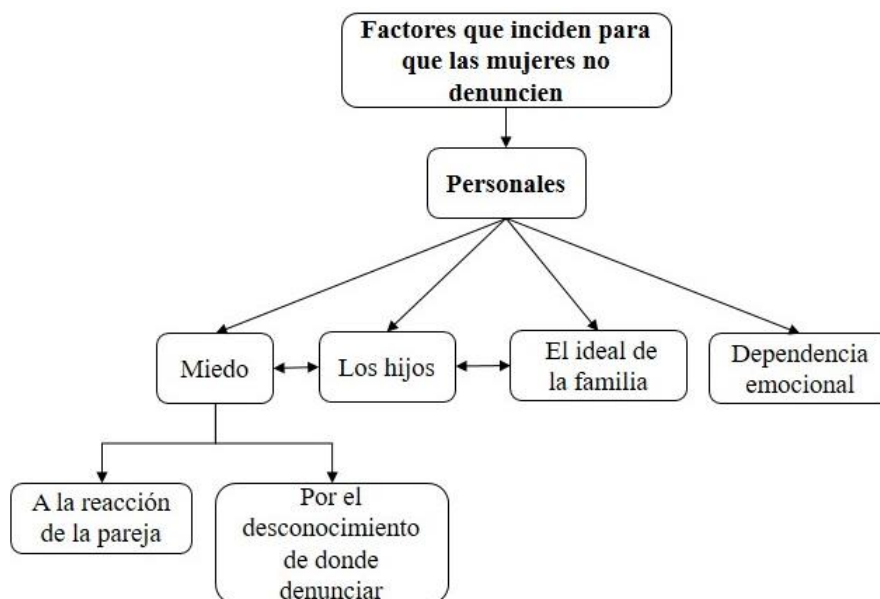 Factores que inciden para
que las mujeres no
denuncien
Personales
Miedo
Los hijos
El ideal de
la familia
Dependencia
emocional
A la reacción
de la pareja
Por el
desconocimiento
de donde
denunciar